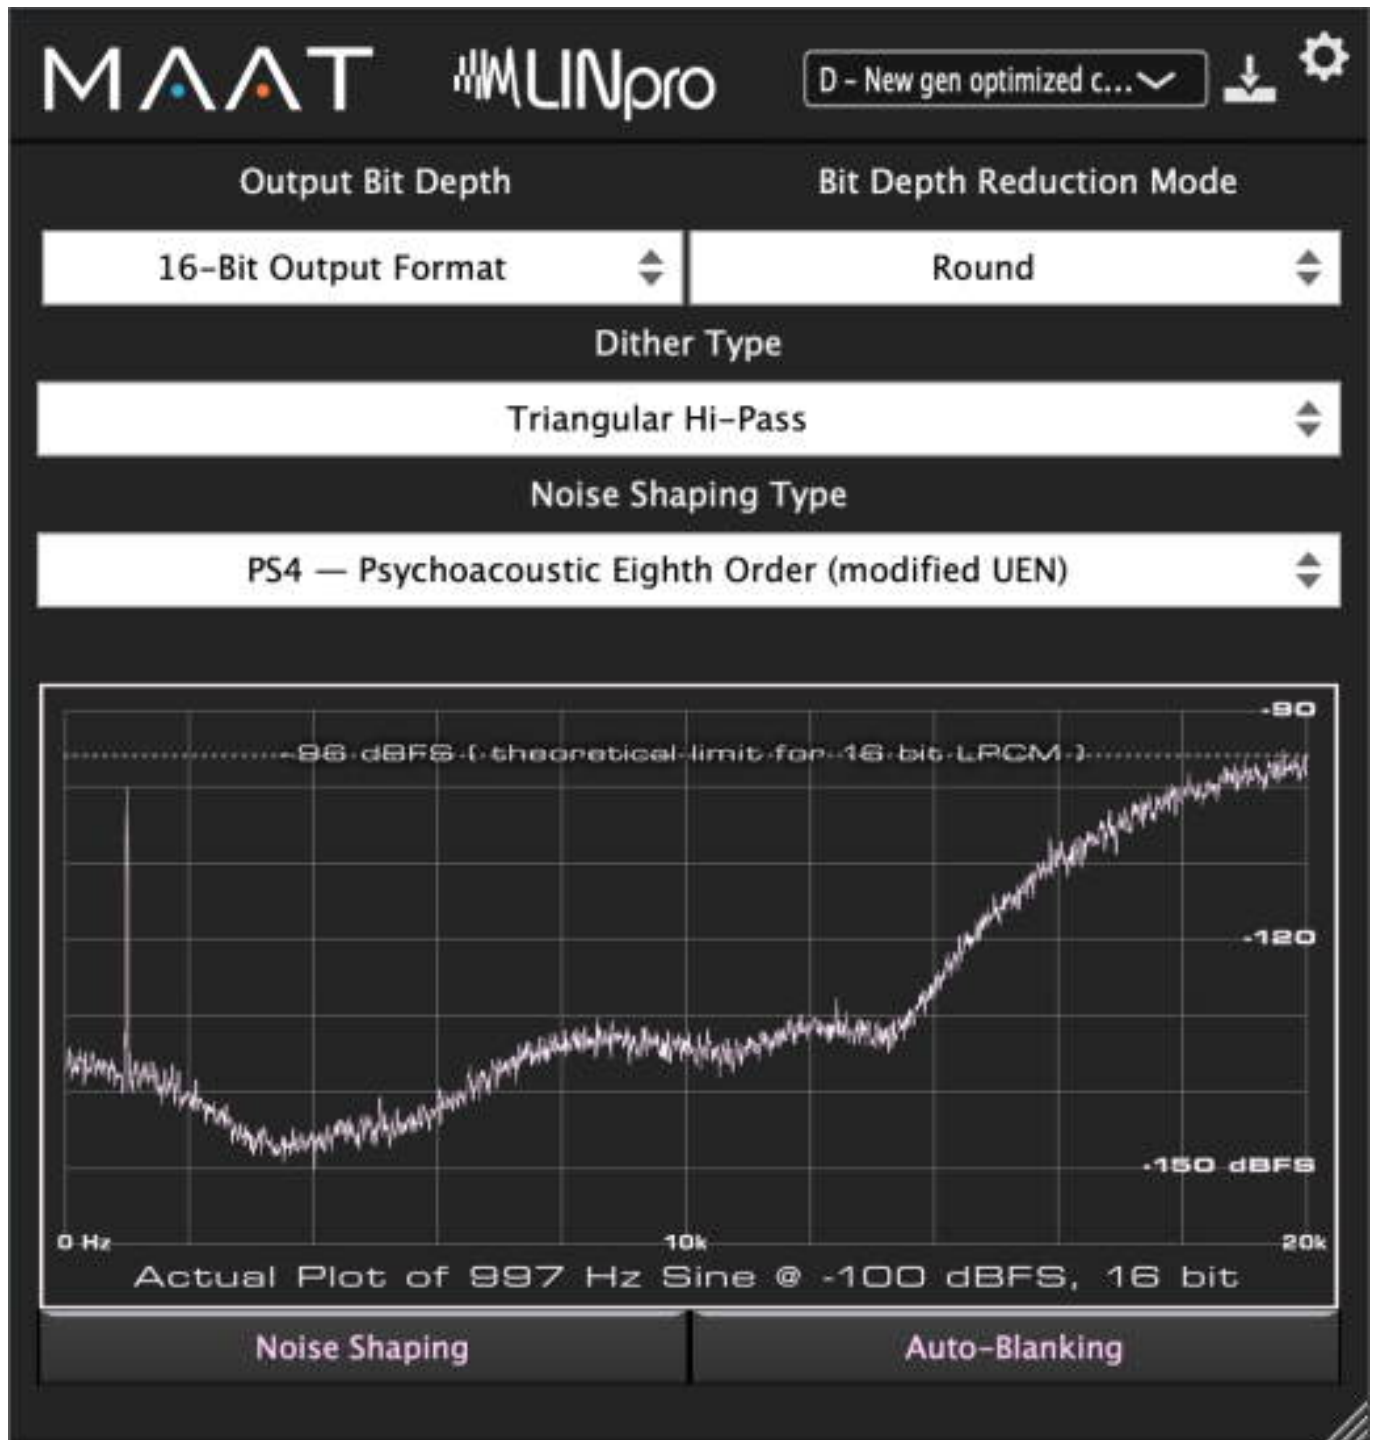 MAAT LINpro D – New gen optimized c...
Output Bit Depth Bit Depth Reduction Mode
16-Bit Output Format Round
Dither Type
Triangular Hi-Pass
Noise Shaping Type
PS4 — Psychoacoustic Eighth Order (modified UEN)
-90
-96 dBFS ( theoretical limit for 16 bit LPCM )
-120
-150 dBFS
0 Hz 10k 20k
Actual Plot of 997 Hz Sine @ -100 dBFS, 16 bit
Noise Shaping Auto-Blanking